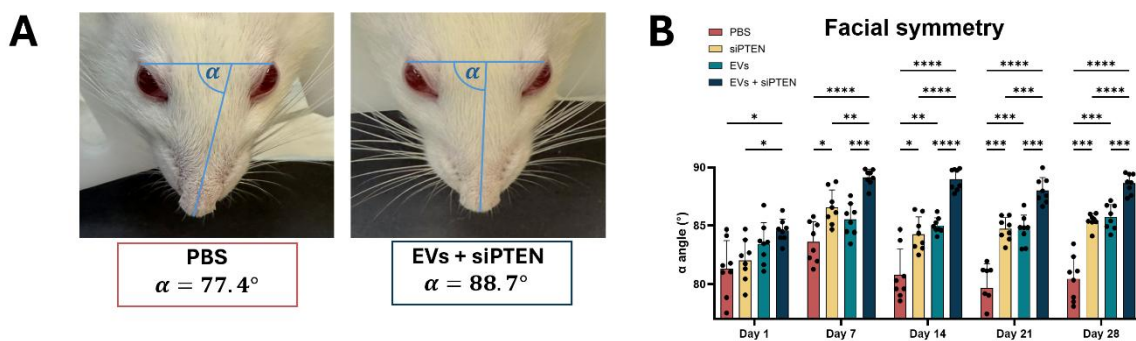 A
α
α
PBS
α = 77.4°
EVs + siPTEN
α = 88.7°
B
Facial symmetry
PBS
siPTEN
EVs
EVs + siPTEN
**** **** ****
**** **** *** ****
* ** ** *** ***
* * *** * **** *** *** *** ***
α angle (°)
90
85
80
Day 1 Day 7 Day 14 Day 21 Day 28